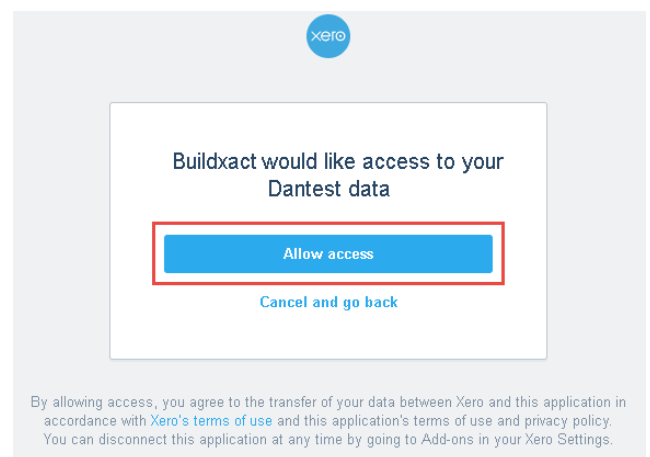 xero
Buildxact would like access to your
Dantest data
Allow access
Cancel and go back
By allowing access, you agree to the transfer of your data between Xero and this application in
accordance with Xero's terms of use and this application's terms of use and privacy policy.
You can disconnect this application at any time by going to Add-ons in your Xero Settings.